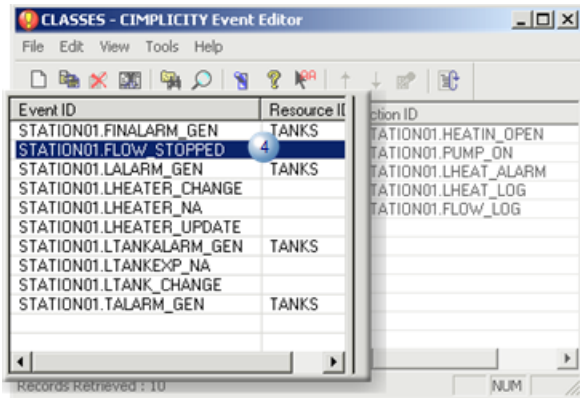 CLASSES - CIMPLICITY Event Editor
File Edit View Tools Help
Event ID Resource ID ction ID
STATION01.FINALARM_GEN TANKS TATION01.HEATIN_OPEN
STATION01.FLOW_STOPPED 4 TATION01.PUMP_ON
STATION01.LALARM_GEN TANKS TATION01.LHEAT_ALARM
STATION01.LHEATER_CHANGE TATION01.LHEAT_LOG
STATION01.LHEATER_NA TATION01.FLOW_LOG
STATION01.LHEATER_UPDATE
STATION01.LTANKALARM_GEN TANKS
STATION01.LTANKEXP_NA
STATION01.LTANK_CHANGE
STATION01.TALARM_GEN TANKS
Records Retrieved : 10 NUM